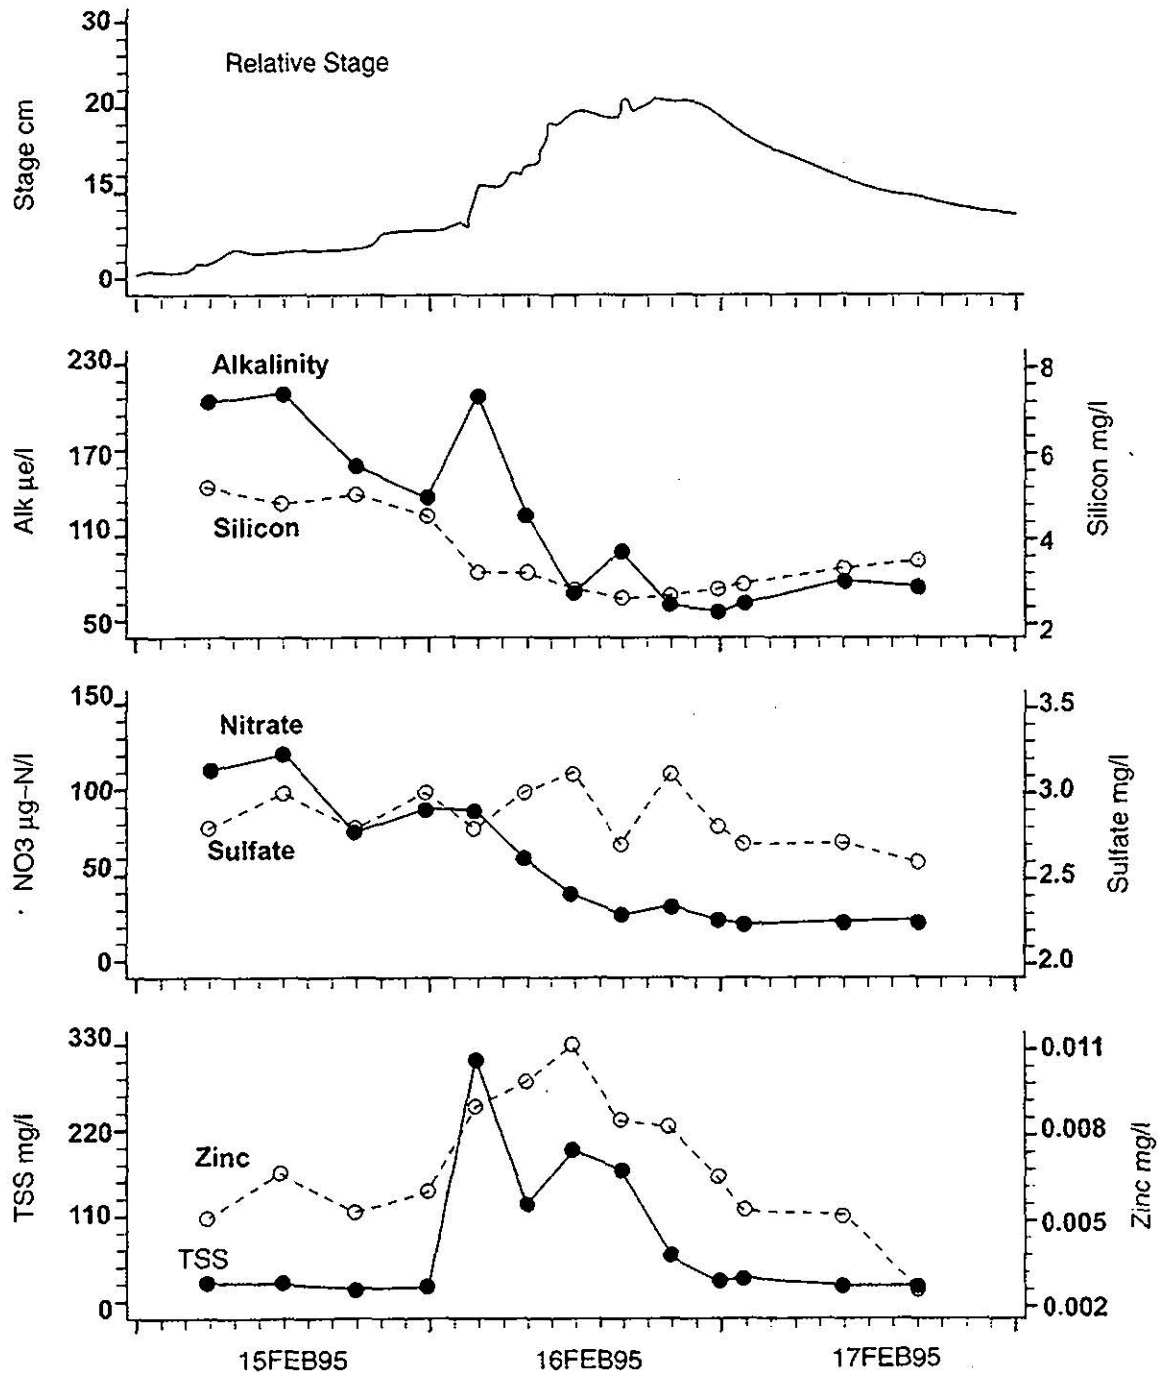 30
Relative Stage
20
Stage cm
15
0
230
Alkalinity
8
170
6
Alk µe/l
Silicon mg/l
110
Silicon
4
50
2
150
Nitrate
3.5
100
3.0
NO3 µg-N/l
Sulfate mg/l
Sulfate
50
2.5
0
2.0
330
0.011
220
0.008
TSS mg/l
Zinc mg/l
Zinc
110
0.005
TSS
0
0.002
15FEB95 16FEB95 17FEB95